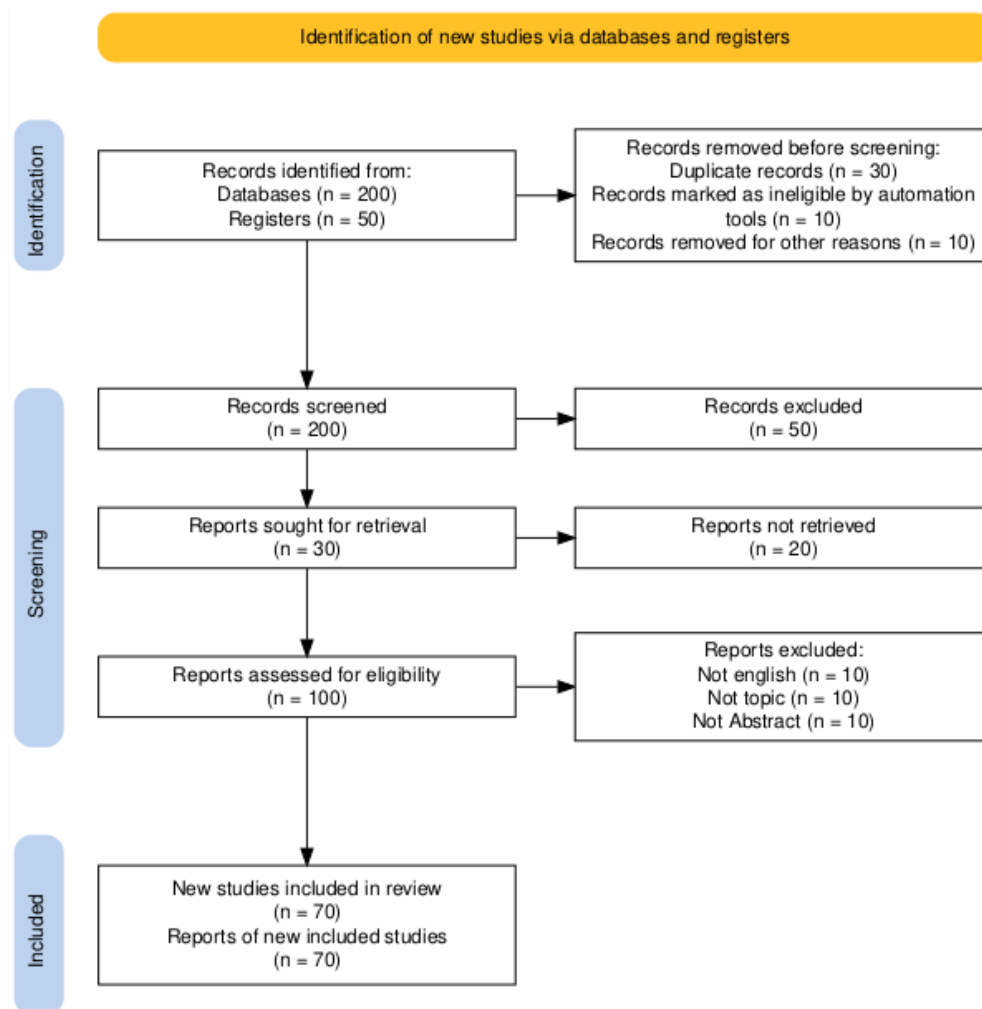 Identification of new studies via databases and registers
Identification
Records identified from:
Databases (n = 200)
Registers (n = 50)
Records removed before screening:
Duplicate records (n = 30)
Records marked as ineligible by automation
tools (n = 10)
Records removed for other reasons (n = 10)
Screening
Records screened
(n = 200)
Records excluded
(n = 50)
Reports sought for retrieval
(n = 30)
Reports not retrieved
(n = 20)
Reports assessed for eligibility
(n = 100)
Reports excluded:
Not english (n = 10)
Not topic (n = 10)
Not Abstract (n = 10)
Included
New studies included in review
(n = 70)
Reports of new included studies
(n = 70)